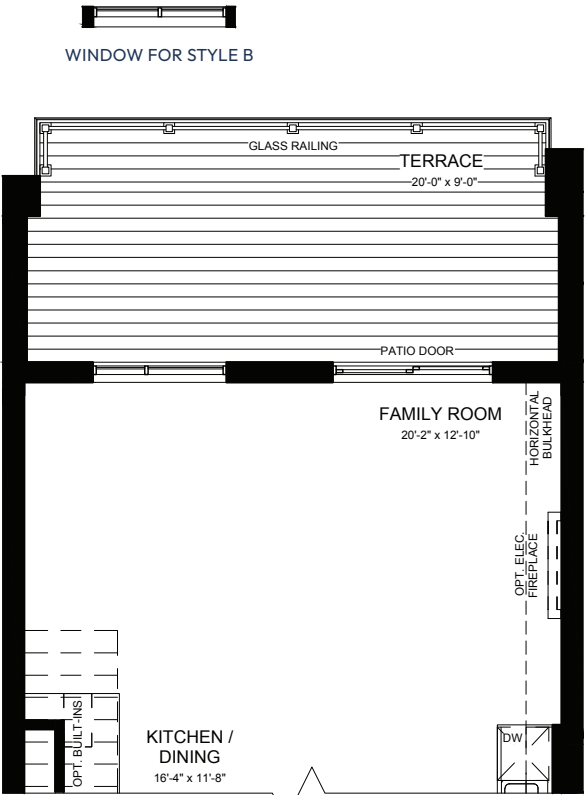 WINDOW FOR STYLE B
GLASS RAILING
TERRACE
20'-0" x 9'-0"
PATIO DOOR
FAMILY ROOM
20'-2" x 12'-10"
HORIZONTAL
BULKHEAD
OPT. ELEC.
FIREPLACE
OPT. BUILT-INS
KITCHEN /
DINING
16'-4" x 11'-8"
DW